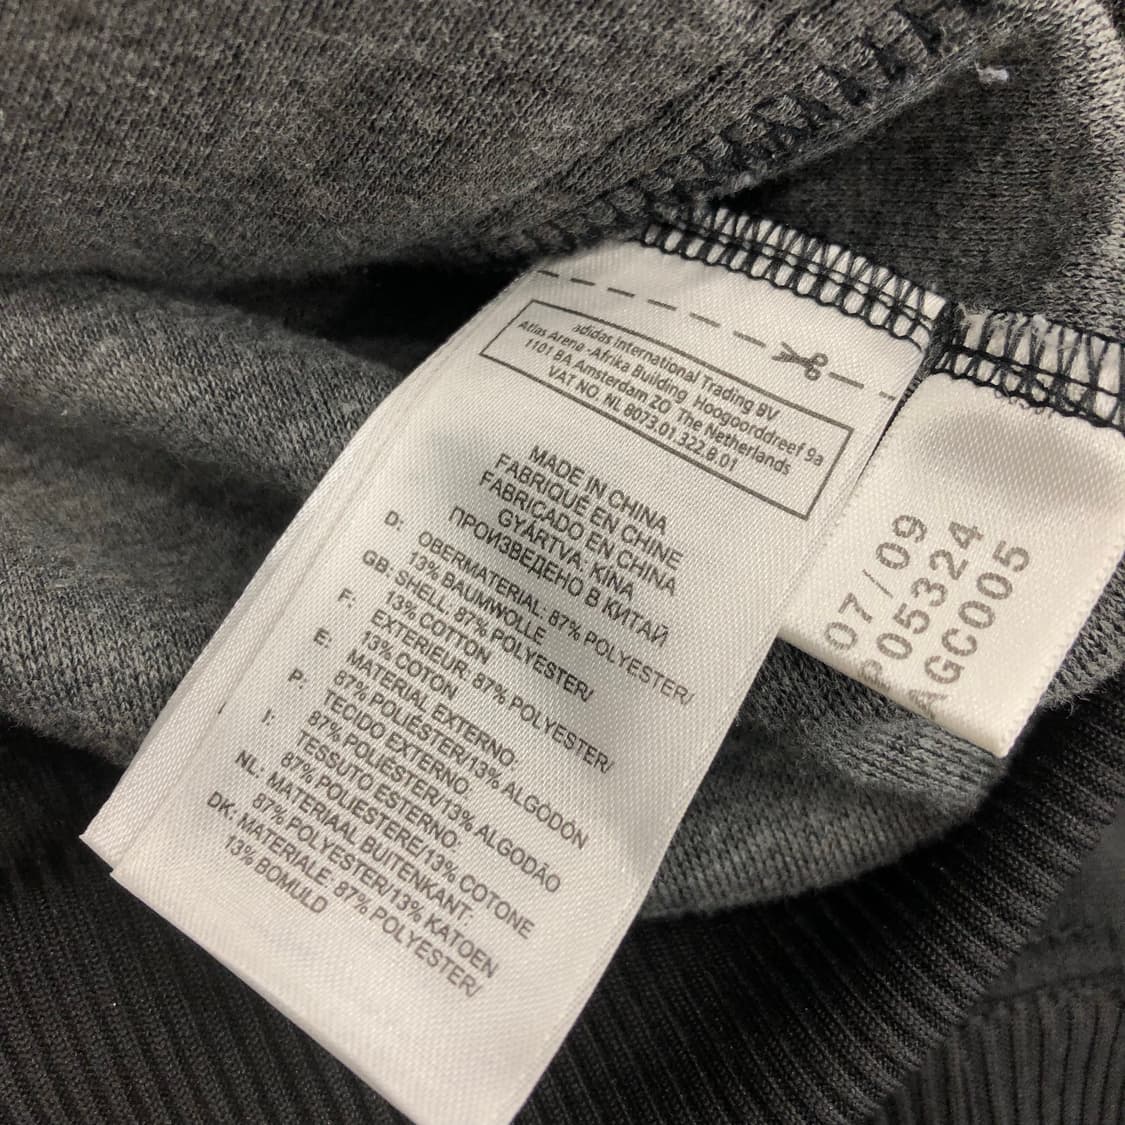 adidas International Trading BV
Atlas Arena -Afrika Building Hoogoorddreef 9a
1101 BA Amsterdam ZO The Netherlands
VAT NO. NL 8073.01.322.B.01
MADE IN CHINA
FABRIQUÉ EN CHINE
FABRICADO EN CHINA
GYÁRTVA: KÍNA
ПРОИЗВЕДЕНО В КИТАЙ
D: OBERMATERIAL: 87% POLYESTER/
13% BAUMWOLLE
GB: SHELL: 87% POLYESTER/
13% COTTON
F: EXTERIEUR: 87% POLYESTER/
13% COTON
E: MATERIAL EXTERNO:
87% POLIÉSTER/13% ALGODÓN
P: TECIDO EXTERNO:
87% POLIÉSTER/13% ALGODÃO
I: TESSUTO ESTERNO:
87% POLIESTERE/13% COTONE
NL: MATERIAAL BUITENKANT:
87% POLYESTER/13% KATOEN
DK: MATERIALE: 87% POLYESTER/
13% BOMULD
07/09
P05324
AGC005